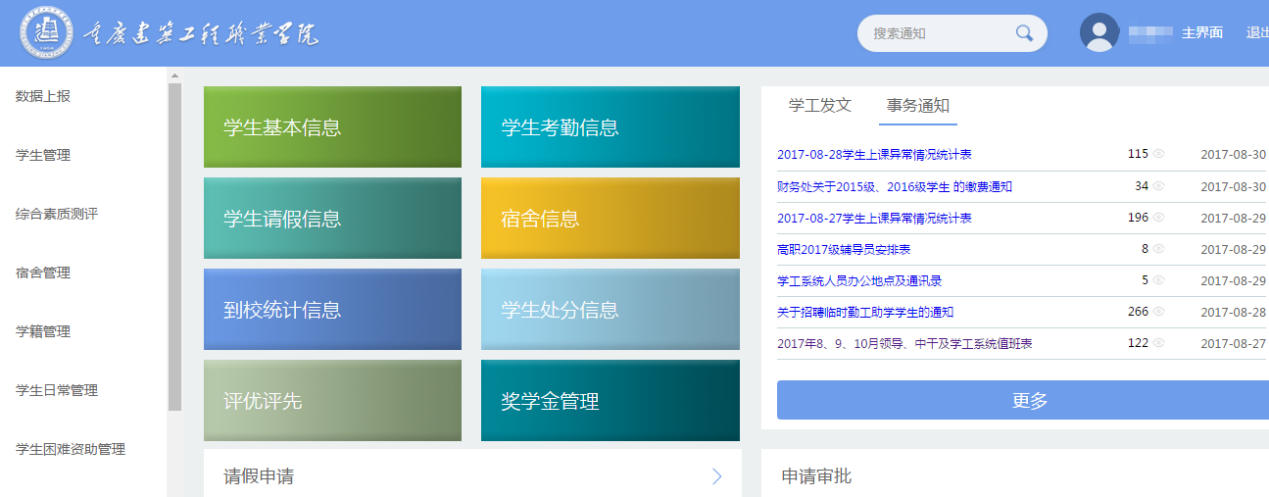 重庆建筑工程職業学院
搜索通知
主界面
退出
数据上报
学生管理
综合素质测评
宿舍管理
学籍管理
学生日常管理
学生困难资助管理
学生基本信息
学生考勤信息
学生请假信息
宿舍信息
到校统计信息
学生处分信息
评优评先
奖学金管理
请假申请
学工发文 事务通知
2017-08-28学生上课异常情况统计表 115 2017-08-30
财务处关于2015级、2016级学生 的缴费通知 34 2017-08-30
2017-08-27学生上课异常情况统计表 196 2017-08-29
高职2017级辅导员安排表 8 2017-08-29
学工系统人员办公地点及通讯录 5 2017-08-29
关于招聘临时勤工助学学生的通知 266 2017-08-28
2017年8、9、10月领导、中干及学工系统值班表 122 2017-08-27
更多
申请审批